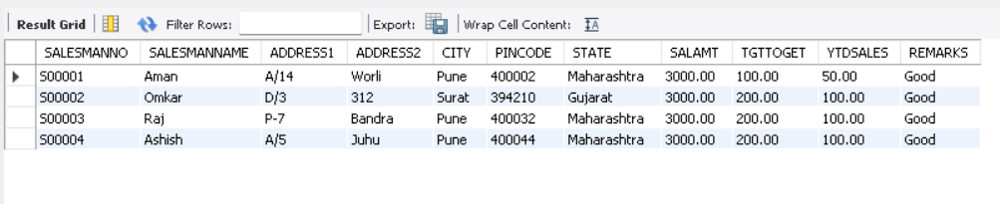 Result Grid Filter Rows: Export: Wrap Cell Content: IA
SALESMANNO SALESMANNAME ADDRESS1 ADDRESS2 CITY PINCODE STATE SALAMT TGTTOGET YTDSALES REMARKS
S00001 Aman A/14 Worli Pune 400002 Maharashtra 3000.00 100.00 50.00 Good
S00002 Omkar D/3 312 Surat 394210 Gujarat 3000.00 200.00 100.00 Good
S00003 Raj P-7 Bandra Pune 400032 Maharashtra 3000.00 200.00 100.00 Good
S00004 Ashish A/5 Juhu Pune 400044 Maharashtra 3000.00 200.00 100.00 Good